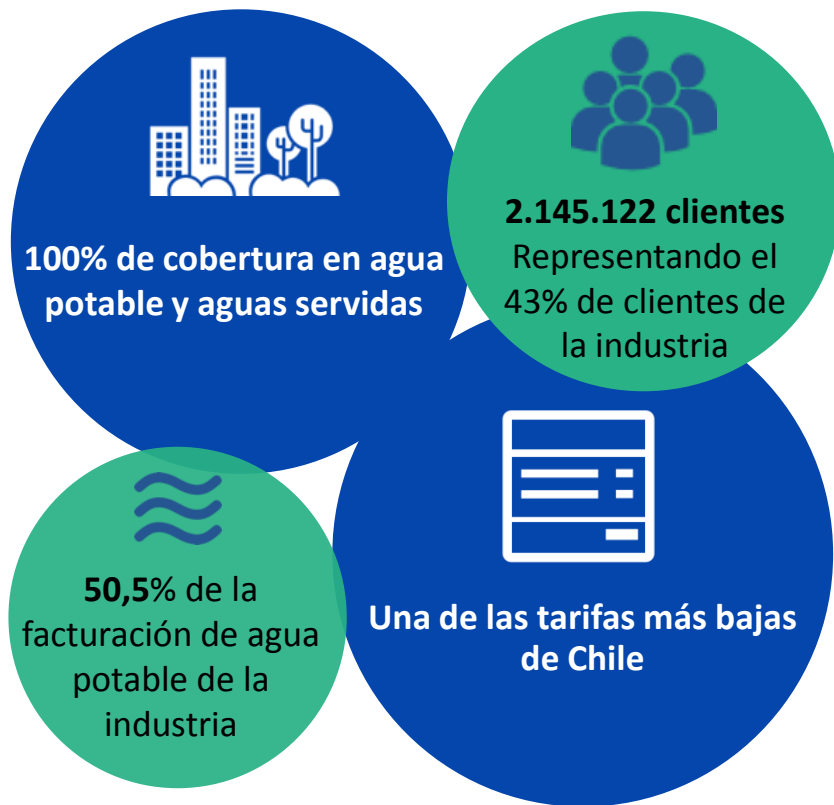 100% de cobertura en agua
potable y aguas servidas
2.145.122 clientes
Representando el
43% de clientes de
la industria
50,5% de la
facturación de agua
potable de la
industria
Una de las tarifas más bajas
de Chile